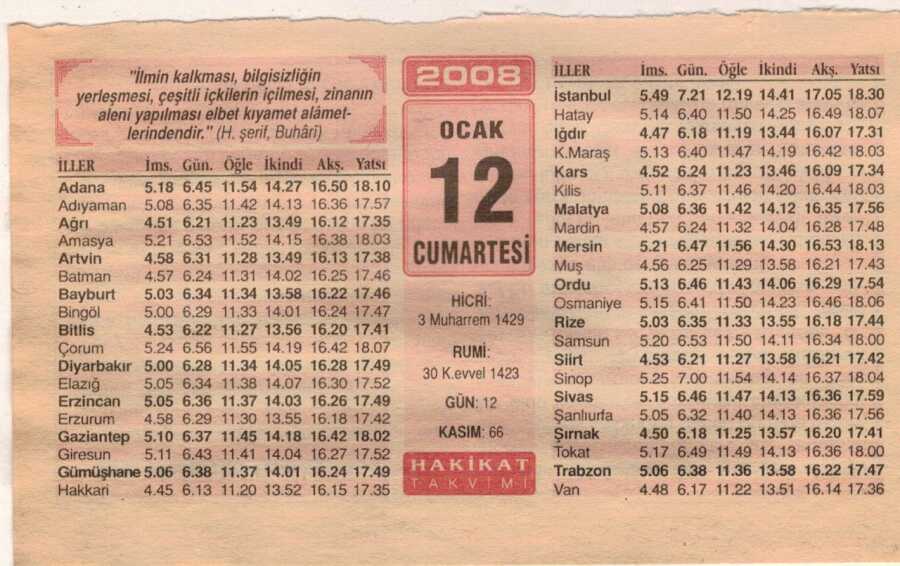 "İlmin kalkması, bilgisizliğin
yerleşmesi, çeşitli içkilerin içilmesi, zinanın
aleni yapılması elbet kıyamet alâmet-
lerindendir." (H. şerif, Buhârî)
İLLER İms. Gün. Öğle İkindi Akş. Yatsı
Adana 5.18 6.45 11.54 14.27 16.50 18.10
Adıyaman 5.08 6.35 11.42 14.13 16.36 17.57
Ağrı 4.51 6.21 11.23 13.49 16.12 17.35
Amasya 5.21 6.53 11.52 14.15 16.38 18.03
Artvin 4.58 6.31 11.28 13.49 16.13 17.38
Batman 4.57 6.24 11.31 14.02 16.25 17.46
Bayburt 5.03 6.34 11.34 13.58 16.22 17.46
Bingöl 5.00 6.29 11.33 14.01 16.24 17.47
Bitlis 4.53 6.22 11.27 13.56 16.20 17.41
Çorum 5.24 6.56 11.55 14.19 16.42 18.07
Diyarbakır 5.00 6.28 11.34 14.05 16.28 17.49
Elazığ 5.05 6.34 11.38 14.07 16.30 17.52
Erzincan 5.05 6.36 11.37 14.03 16.26 17.49
Erzurum 4.58 6.29 11.30 13.55 16.18 17.42
Gaziantep 5.10 6.37 11.45 14.18 16.42 18.02
Giresun 5.11 6.43 11.41 14.04 16.27 17.52
Gümüşhane 5.06 6.38 11.37 14.01 16.24 17.49
Hakkari 4.45 6.13 11.20 13.52 16.15 17.35
2008
OCAK
12
CUMARTESİ
HİCRİ:
3 Muharrem 1429
RUMİ:
30 K.evvel 1423
GÜN: 12
KASIM: 66
HAKİKAT
TAKVİMİ
İLLER İms. Gün. Öğle İkindi Akş. Yatsı
İstanbul 5.49 7.21 12.19 14.41 17.05 18.30
Hatay 5.14 6.40 11.50 14.25 16.49 18.07
Iğdır 4.47 6.18 11.19 13.44 16.07 17.31
K.Maraş 5.13 6.40 11.47 14.19 16.42 18.03
Kars 4.52 6.24 11.23 13.46 16.09 17.34
Kilis 5.11 6.37 11.46 14.20 16.44 18.03
Malatya 5.08 6.36 11.42 14.12 16.35 17.56
Mardin 4.57 6.24 11.32 14.04 16.28 17.48
Mersin 5.21 6.47 11.56 14.30 16.53 18.13
Muş 4.56 6.25 11.29 13.58 16.21 17.43
Ordu 5.13 6.46 11.43 14.06 16.29 17.54
Osmaniye 5.15 6.41 11.50 14.23 16.46 18.06
Rize 5.03 6.35 11.33 13.55 16.18 17.44
Samsun 5.20 6.53 11.50 14.11 16.34 18.00
Siirt 4.53 6.21 11.27 13.58 16.21 17.42
Sinop 5.25 7.00 11.54 14.14 16.37 18.04
Sivas 5.15 6.46 11.47 14.13 16.36 17.59
Şanlıurfa 5.05 6.32 11.40 14.13 16.36 17.56
Şırnak 4.50 6.18 11.25 13.57 16.20 17.41
Tokat 5.17 6.49 11.49 14.13 16.36 18.00
Trabzon 5.06 6.38 11.36 13.58 16.22 17.47
Van 4.48 6.17 11.22 13.51 16.14 17.36